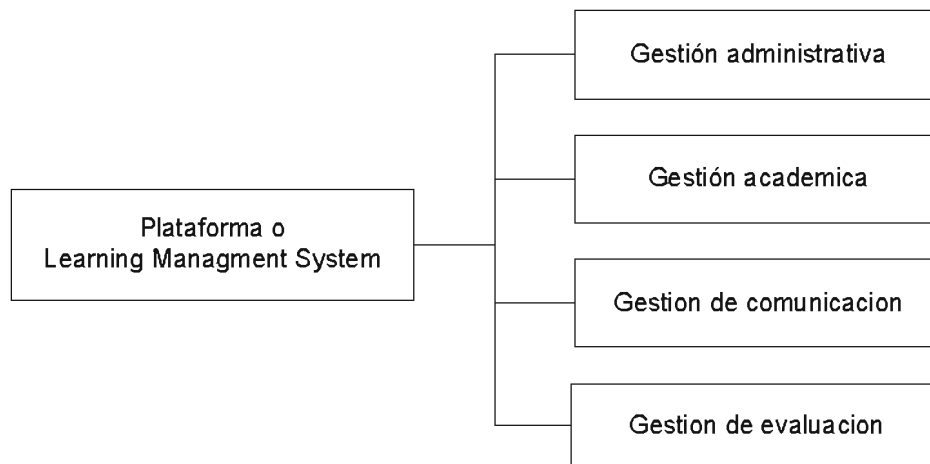 Plataforma o
Learning Managment System
Gestión administrativa
Gestión academica
Gestion de comunicacion
Gestion de evaluacion